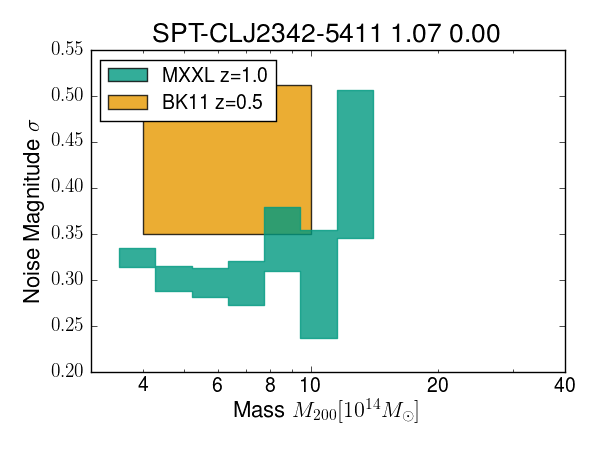 SPT-CLJ2342-5411 1.07 0.00
MXXL z=1.0
BK11 z=0.5
Noise Magnitude σ
0.55
0.50
0.45
0.40
0.35
0.30
0.25
0.20
4 6 8 10 20 40
Mass M₂₀₀[10¹⁴M☉]